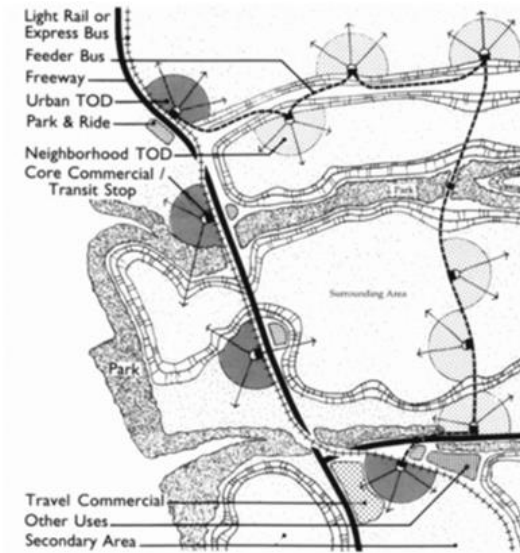 Light Rail or
Express Bus
Feeder Bus
Freeway
Urban TOD
Park & Ride
Neighborhood TOD
Core Commercial /
Transit Stop
Park
Surrounding Area
Park
Travel Commercial
Other Uses
Secondary Area